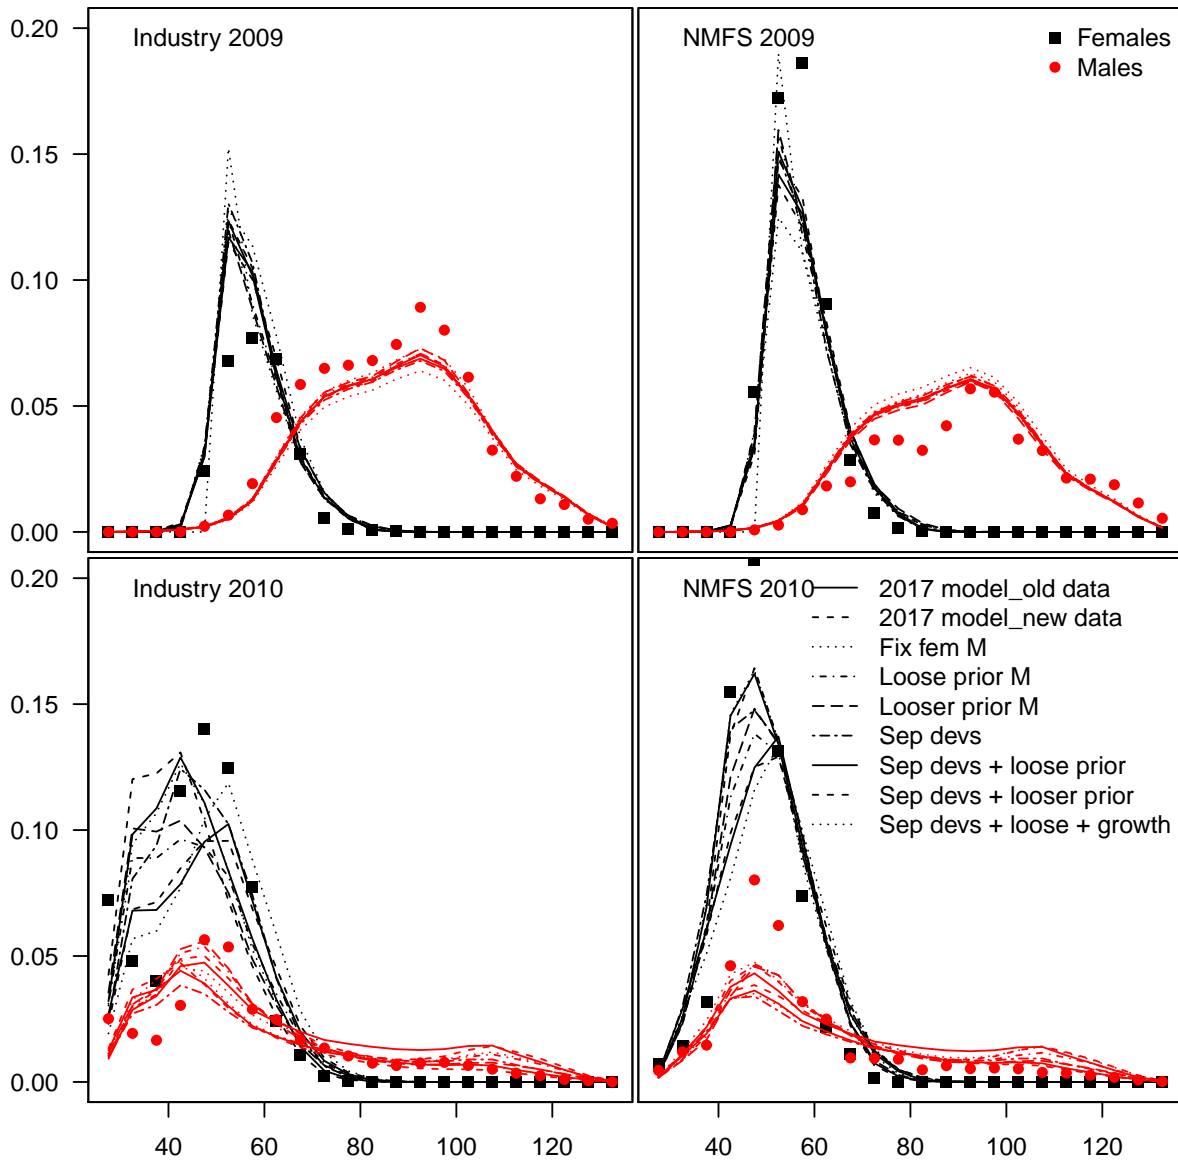 0.20
Industry 2009
NMFS 2009
Females
Males
0.15
0.10
0.05
0.00
0.20
Industry 2010
NMFS 2010
2017 model_old data
2017 model_new data
Fix fem M
Loose prior M
Looser prior M
Sep devs
Sep devs + loose prior
Sep devs + looser prior
Sep devs + loose + growth
0.15
0.10
0.05
0.00
40 60 80 100 120 40 60 80 100 120